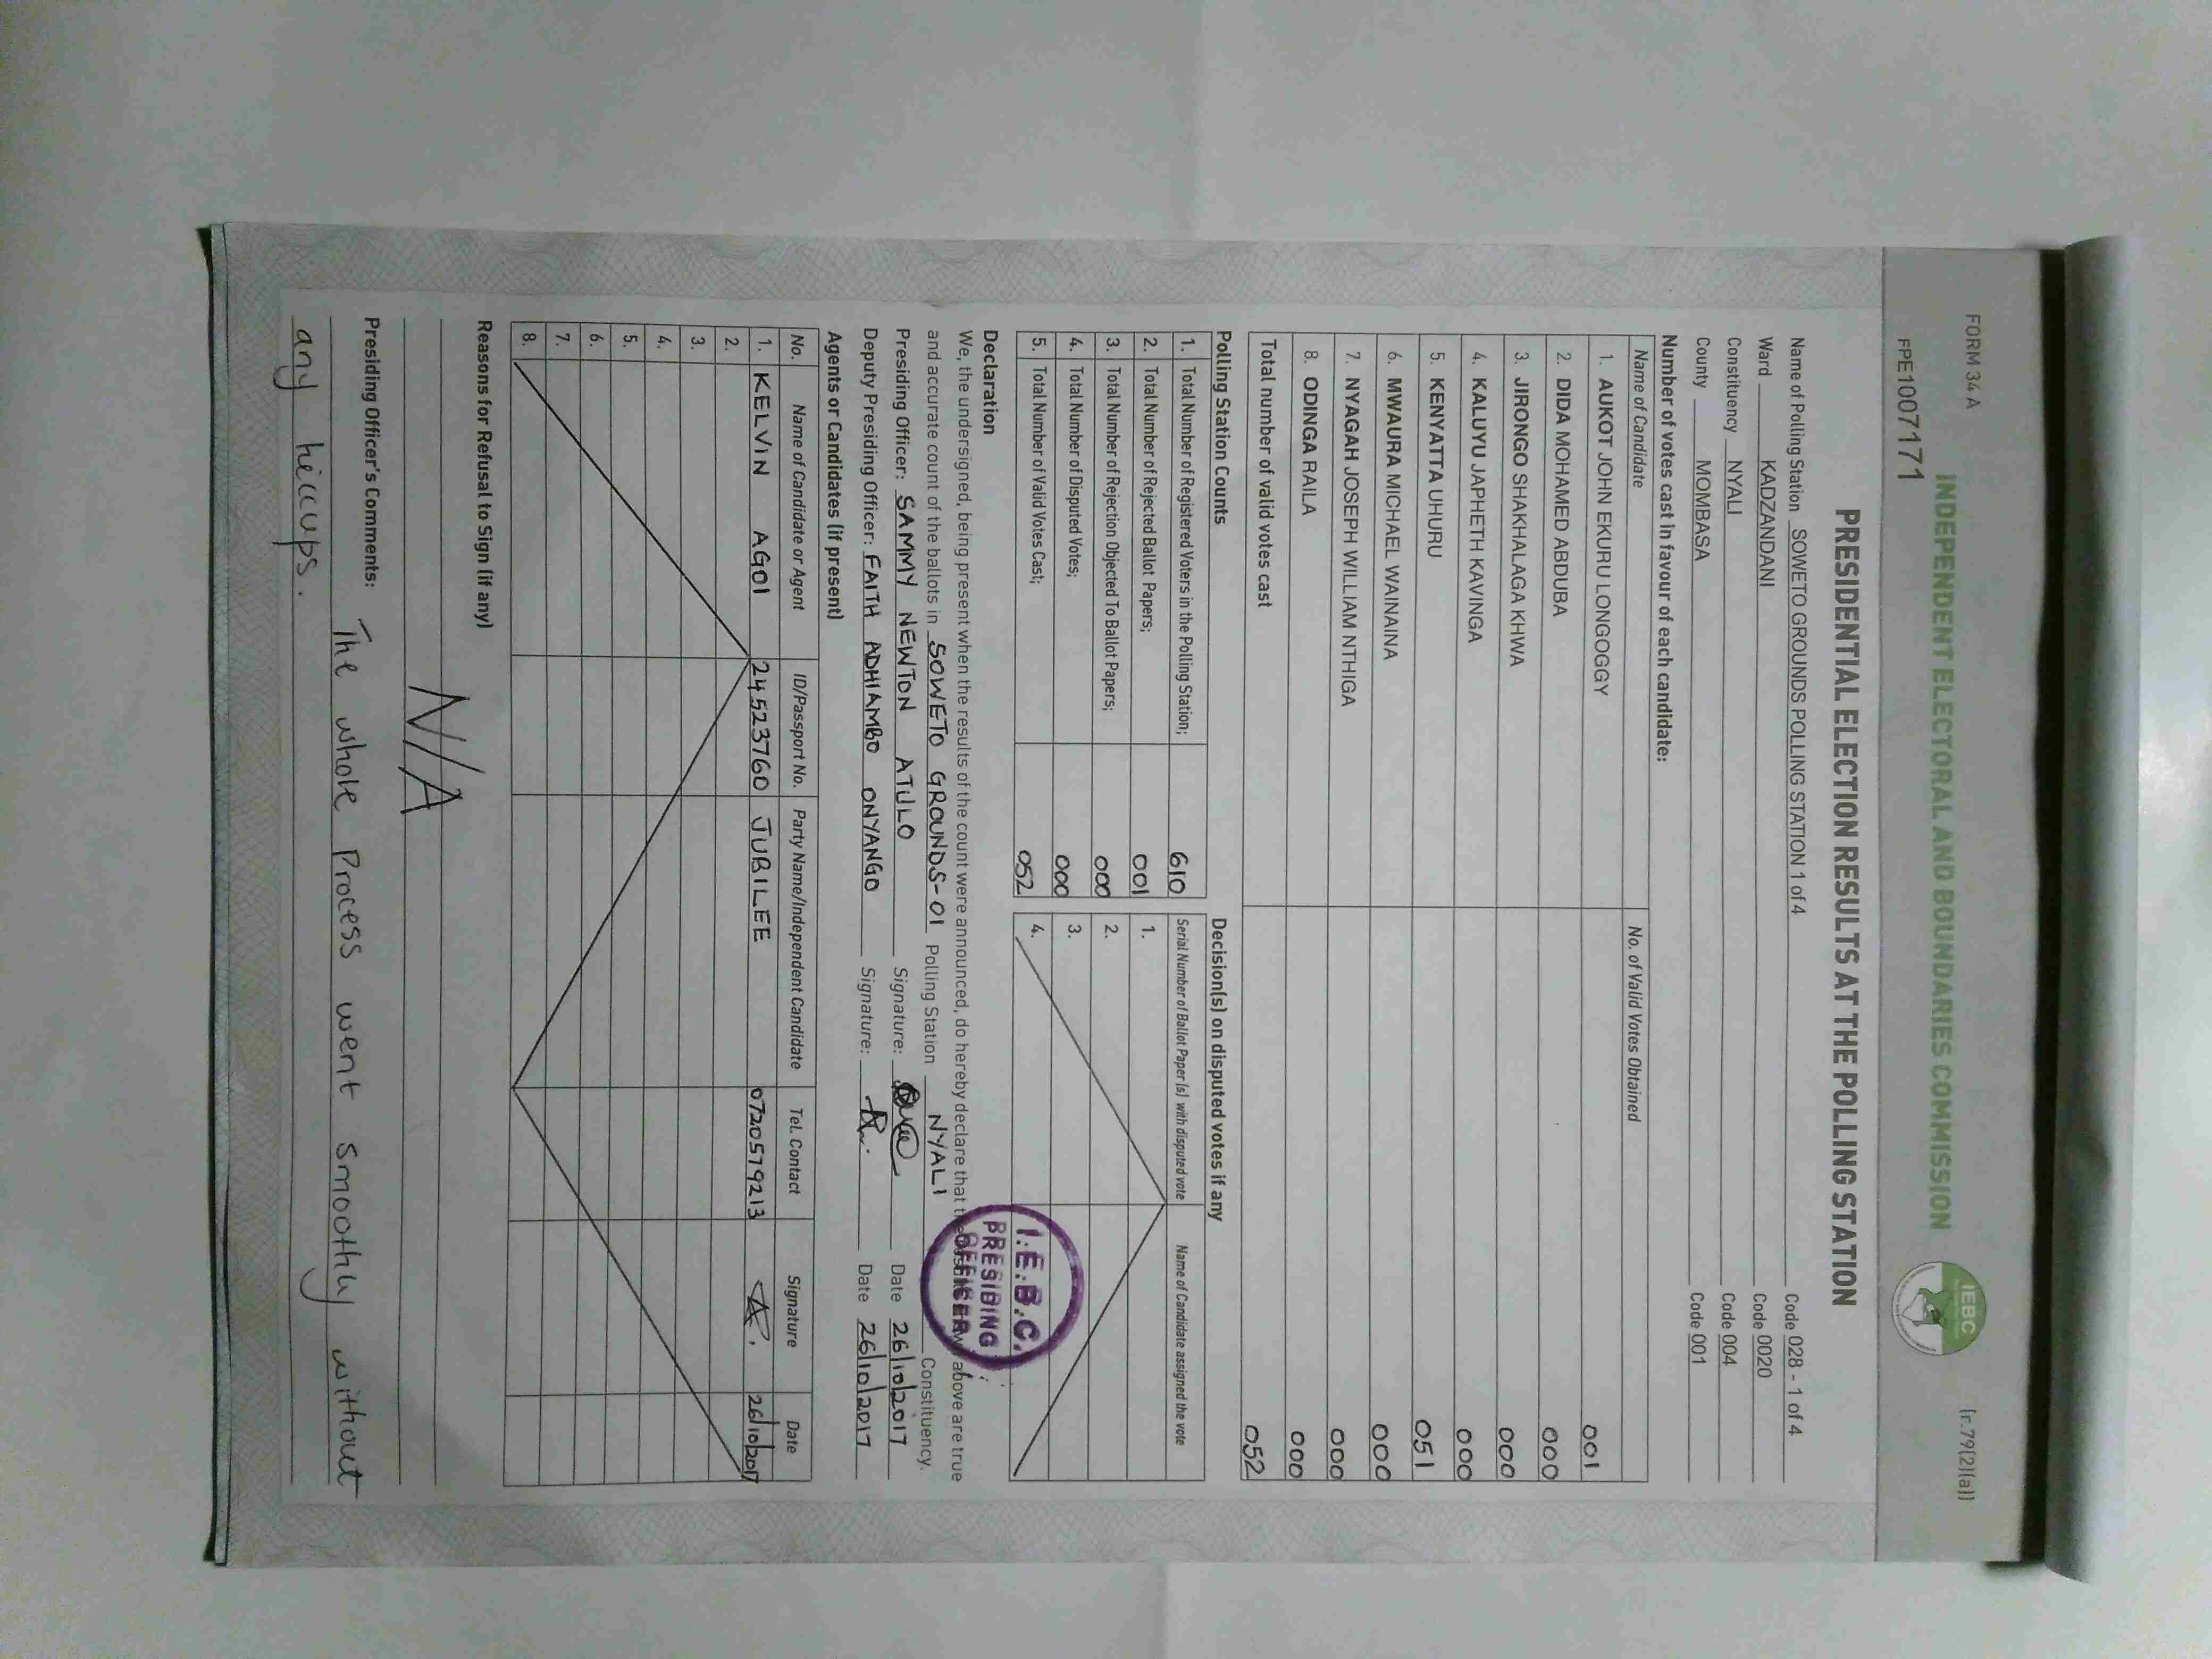 FORM 34 A
(r.79(2)(a))
INDEPENDENT ELECTORAL AND BOUNDARIES COMMISSION
IEBC
FPE1007171
PRESIDENTIAL ELECTION RESULTS AT THE POLLING STATION
Name of Polling Station SOWETO GROUNDS POLLING STATION 1 of 4 Code 028 - 1 of 4
Ward KADZANDANI Code 0020
Constituency NYALI Code 004
County MOMBASA Code 001
Number of votes cast in favour of each candidate:
Name of Candidate No. of Valid Votes Obtained
1. AUKOT JOHN EKURU LONGOGGY 001
2. DIDA MOHAMED ABDUBA 000
3. JIRONGO SHAKHALAGA KHWA 000
4. KALUYU JAPHETH KAVINGA 000
5. KENYATTA UHURU 051
6. MWAURA MICHAEL WAINAINA 000
7. NYAGAH JOSEPH WILLIAM NTHIGA 000
8. ODINGA RAILA 000
Total number of valid votes cast 052
Polling Station Counts
1. Total Number of Registered Voters in the Polling Station; 610
2. Total Number of Rejected Ballot Papers; 001
3. Total Number of Rejection Objected To Ballot Papers; 000
4. Total Number of Disputed Votes; 000
5. Total Number of Valid Votes Cast; 052
Decision(s) on disputed votes if any
Serial Number of Ballot Paper (s) with disputed vote Name of Candidate assigned the vote
1.
2.
3.
4.
Declaration
We, the undersigned, being present when the results of the count were announced, do hereby declare that the results shown above are true
and accurate count of the ballots in SOWETO GROUNDS-01 Polling Station NYALI Constituency.
I.E.B.C.
PRESIDING
OFFICER
Presiding Officer: SAMMY NEWTON ATULO Signature: Date 26/10/2017
Deputy Presiding Officer: FAITH ADHIAMBO ONYANGO Signature: Date 26/10/2017
Agents or Candidates (if present)
No. Name of Candidate or Agent ID/Passport No. Party Name/Independent Candidate Tel. Contact Signature Date
1. KELVIN AGOI 24523760 JUBILEE 0720579213 26/10/2017
2.
3.
4.
5.
6.
7.
8.
Reasons for Refusal to Sign (if any)
N/A
Presiding Officer's Comments: The whole Process went smoothly without
any hiccups.